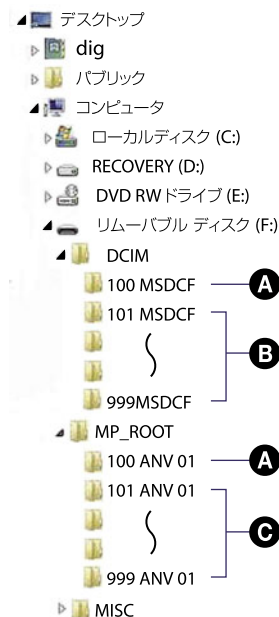 デスクトップ
dig
パブリック
コンピュータ
ローカルディスク (C:)
RECOVERY (D:)
DVD RWドライブ (E:)
リムーバブル ディスク (F:)
DCIM
100 MSDCF A
101 MSDCF
B
999MSDCF
MP_ROOT
100 ANV 01 A
101 ANV 01
C
999 ANV 01
MISC